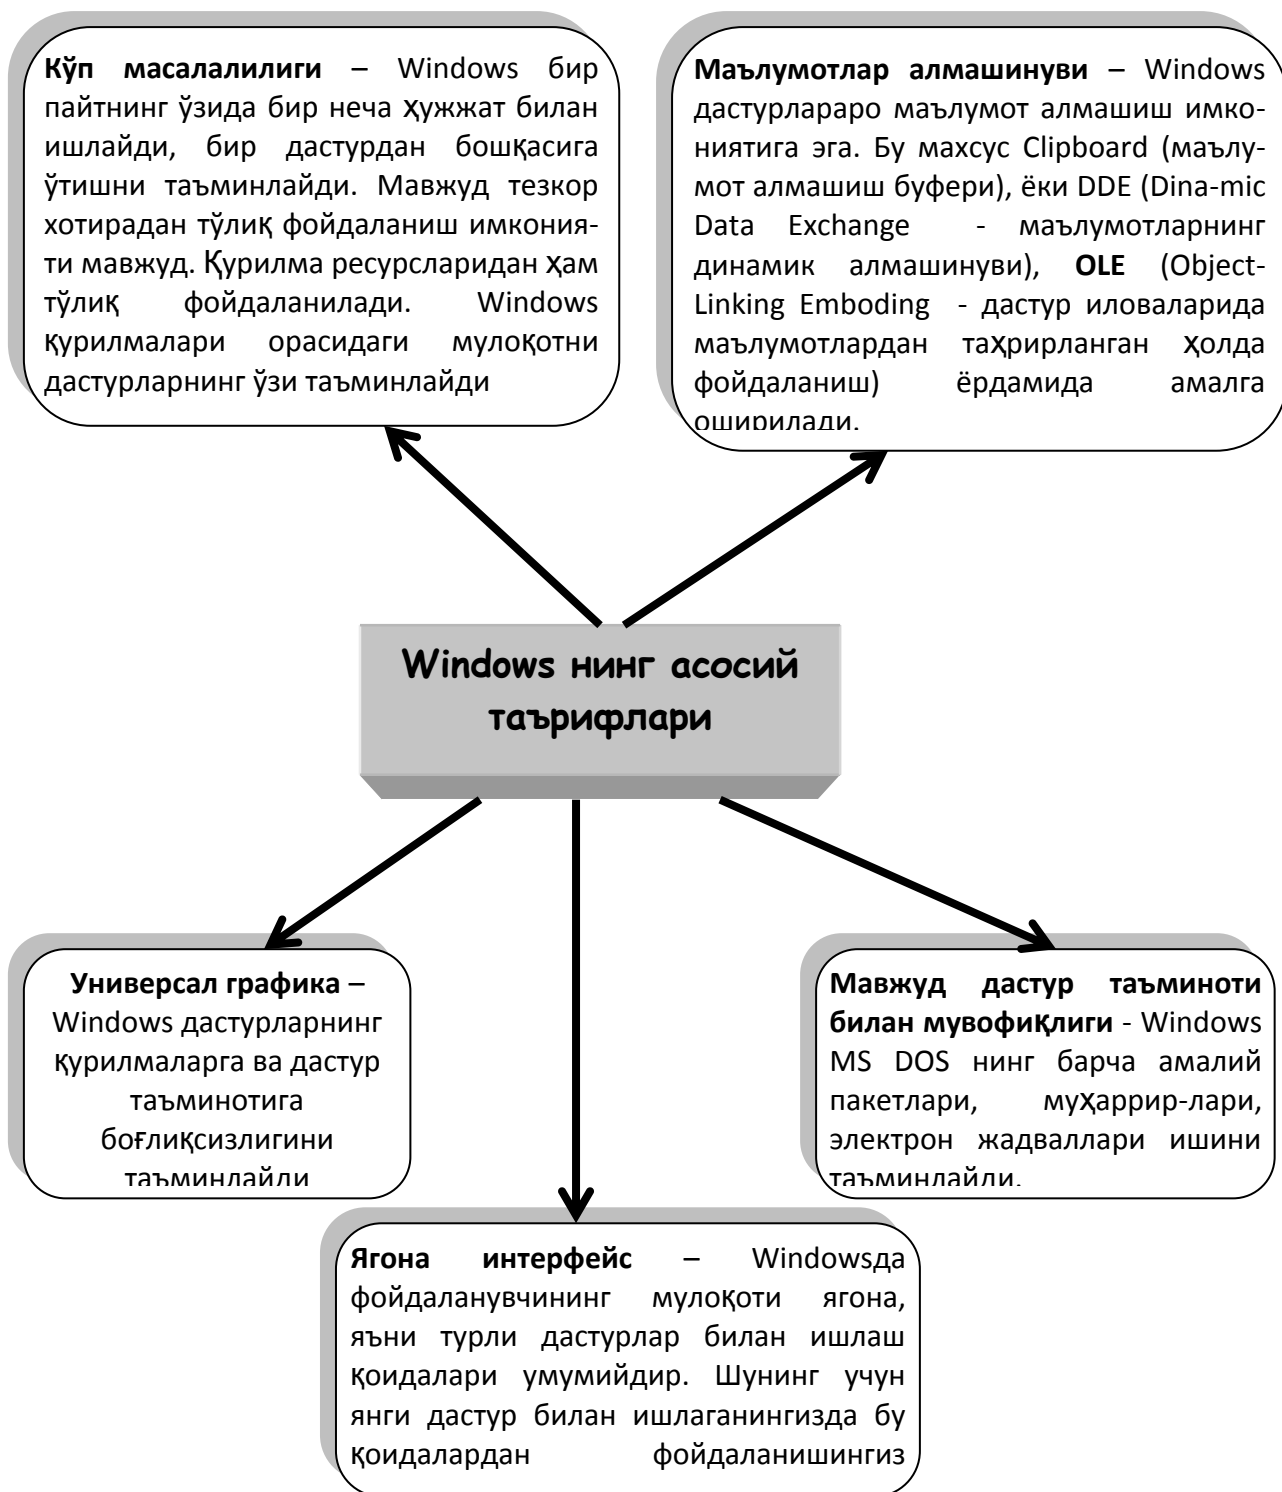 Кўп масалалилиги – Windows бир
пайтнинг ўзида бир неча ҳужжат билан
ишлайди, бир дастурдан бошқасига
ўтишни таъминлайди. Мавжуд тезкор
хотирадан тўлиқ фойдаланиш имкония-
ти мавжуд. Қурилма ресурсларидан ҳам
тўлиқ фойдаланилади. Windows
қурилмалари орасидаги мулоқотни
дастурларнинг ўзи таъминлайди
Маълумотлар алмашинуви – Windows
дастурлараро маълумот алмашиш имко-
ниятига эга. Бу махсус Clipboard (маълу-
мот алмашиш буфери), ёки DDE (Dina-mic
Data Exchange - маълумотларнинг
динамик алмашинуви), OLE (Object-
Linking Emboding - дастур иловаларида
маълумотлардан таҳрирланган ҳолда
фойдаланиш) ёрдамида амалга
оширилади.
Windows нинг асосий
таърифлари
Универсал графика –
Windows дастурларнинг
қурилмаларга ва дастур
таъминотига
боғлиқсизлигини
таъминлайди
Мавжуд дастур таъминоти
билан мувофиқлиги - Windows
MS DOS нинг барча амалий
пакетлари, муҳаррир-лари,
электрон жадваллари ишини
таъминлайди.
Ягона интерфейс – Windowsда
фойдаланувчининг мулоқоти ягона,
яъни турли дастурлар билан ишлаш
қоидалари умумийдир. Шунинг учун
янги дастур билан ишлаганингизда бу
қоидалардан фойдаланишингиз